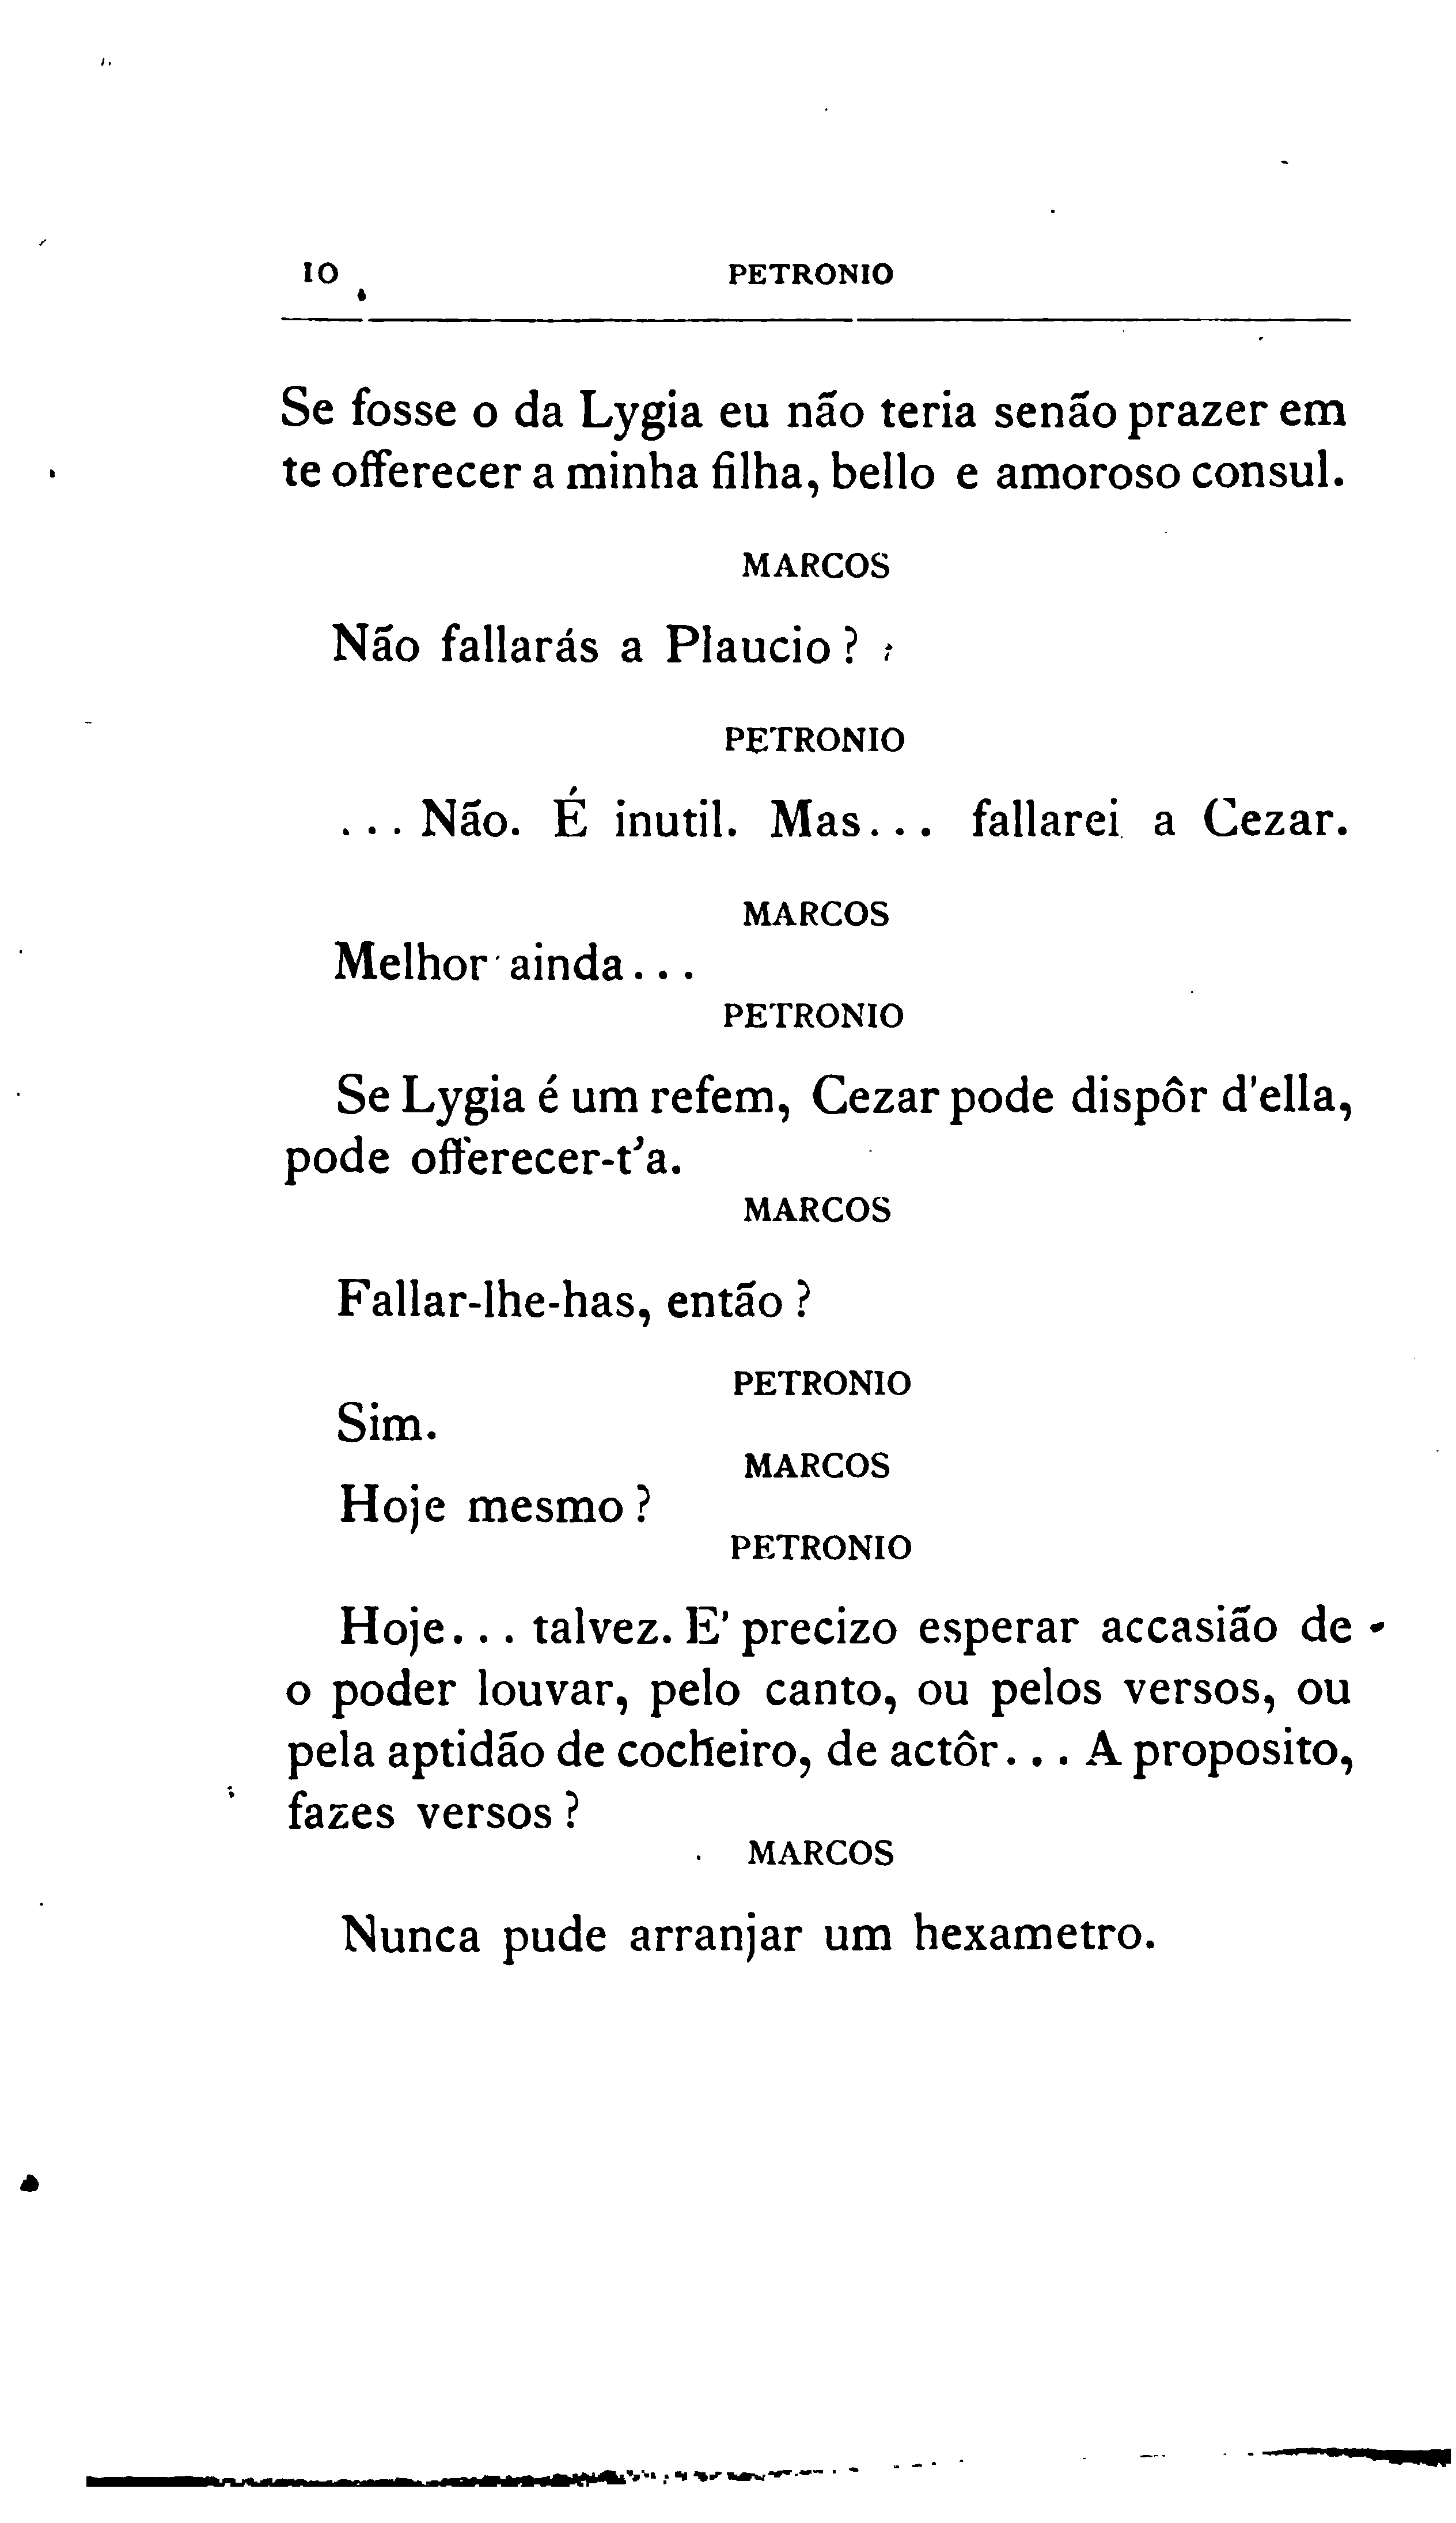 10 PETRONIO
Se fosse o da Lygia eu não teria senão prazer em
te offerecer a minha filha, bello e amoroso consul.
MARCOS
Não fallarás a Plaucio ?
PETRONIO
... Não. É inutil. Mas... fallarei a Cezar.
MARCOS
Melhor ainda...
PETRONIO
Se Lygia é um refem, Cezar pode dispôr d'ella,
pode offerecer-t'a.
MARCOS
Fallar-lhe-has, então ?
PETRONIO
Sim.
MARCOS
Hoje mesmo ?
PETRONIO
Hoje... talvez. E' precizo esperar accasião de
o poder louvar, pelo canto, ou pelos versos, ou
pela aptidão de cocheiro, de actôr... A proposito,
fazes versos ?
MARCOS
Nunca pude arranjar um hexametro.